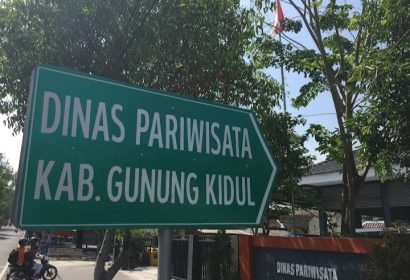 DINAS PARIWISATA
KAB. GUNUNG KIDUL
DINAS PARIWISATA